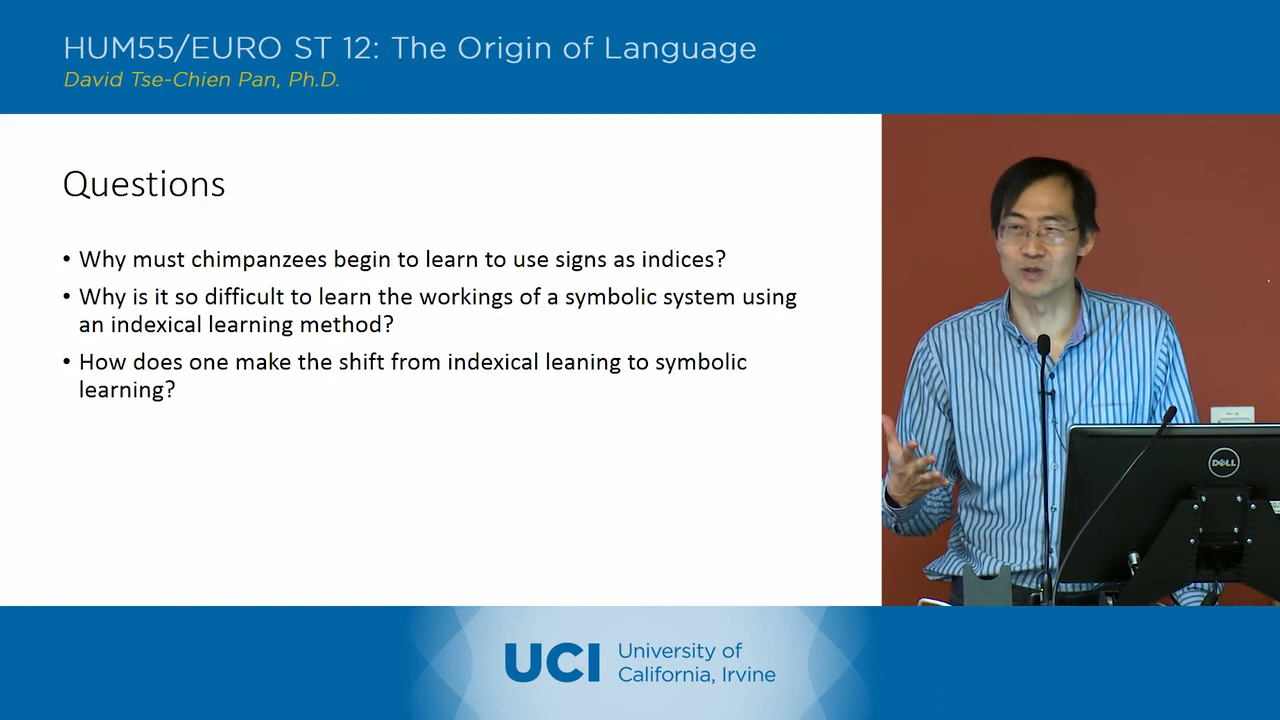 HUM55/EURO ST 12: The Origin of Language
David Tse-Chien Pan, Ph.D.
Questions
• Why must chimpanzees begin to learn to use signs as indices?
• Why is it so difficult to learn the workings of a symbolic system using
an indexical learning method?
• How does one make the shift from indexical leaning to symbolic
learning?
DELL
UCI University of
California, Irvine